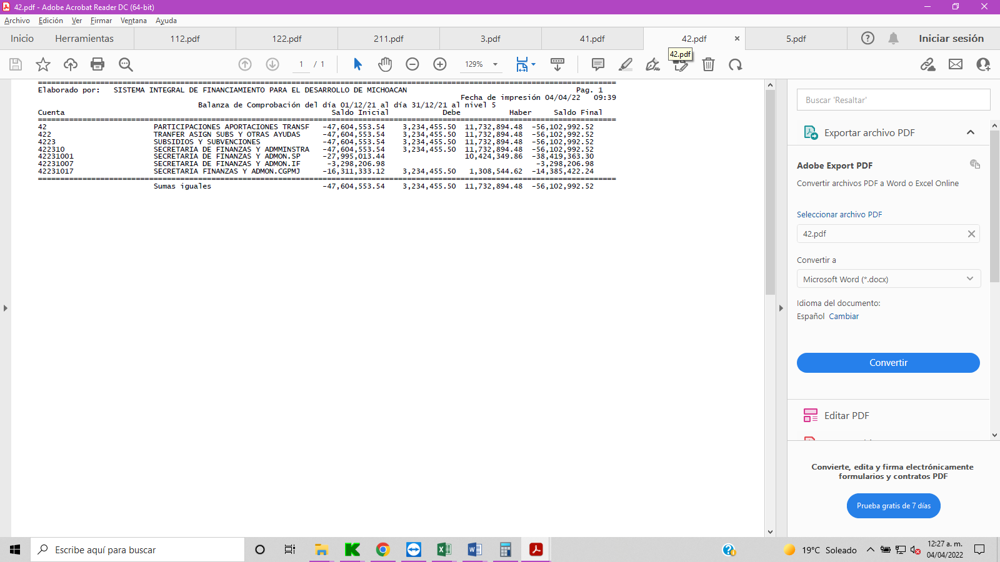 42.pdf - Adobe Acrobat Reader DC (64-bit)
Archivo Edición Ver Firmar Ventana Ayuda
Inicio Herramientas 112.pdf 122.pdf 211.pdf 3.pdf 41.pdf 42.pdf 5.pdf Iniciar sesión
42.pdf
1 / 1 129%
Elaborado por: SISTEMA INTEGRAL DE FINANCIAMIENTO PARA EL DESARROLLO DE MICHOACAN Pag. 1
Fecha de impresión 04/04/22 09:39
Balanza de Comprobación del día 01/12/21 al día 31/12/21 al nivel 5
Cuenta Saldo Inicial Debe Haber Saldo Final
42 PARTICIPACIONES APORTACIONES TRANSF -47,604,553.54 3,234,455.50 11,732,894.48 -56,102,992.52
422 TRANFER ASIGN SUBS Y OTRAS AYUDAS -47,604,553.54 3,234,455.50 11,732,894.48 -56,102,992.52
4223 SUBSIDIOS Y SUBVENCIONES -47,604,553.54 3,234,455.50 11,732,894.48 -56,102,992.52
422310 SECRETARIA DE FINANZAS Y ADMMINSTRA -47,604,553.54 3,234,455.50 11,732,894.48 -56,102,992.52
42231001 SECRETARIA DE FINANZAS Y ADMON.SP -27,995,013.44 10,424,349.86 -38,419,363.30
42231007 SECRETARIA DE FINANZAS Y ADMON.IF -3,298,206.98 -3,298,206.98
42231017 SECRETARIA FINANZAS Y ADMON.CGPMJ -16,311,333.12 3,234,455.50 1,308,544.62 -14,385,422.24
Sumas iguales -47,604,553.54 3,234,455.50 11,732,894.48 -56,102,992.52
Buscar 'Resaltar'
Exportar archivo PDF
Adobe Export PDF
Convertir archivos PDF a Word o Excel Online
Seleccionar archivo PDF
42.pdf
Convertir a
Microsoft Word (*.docx)
Idioma del documento:
Español Cambiar
Convertir
Editar PDF
Convierte, edita y firma electrónicamente
formularios y contratos PDF
Prueba gratis de 7 días
Escribe aquí para buscar
19°C Soleado
12:27 a. m.
04/04/2022